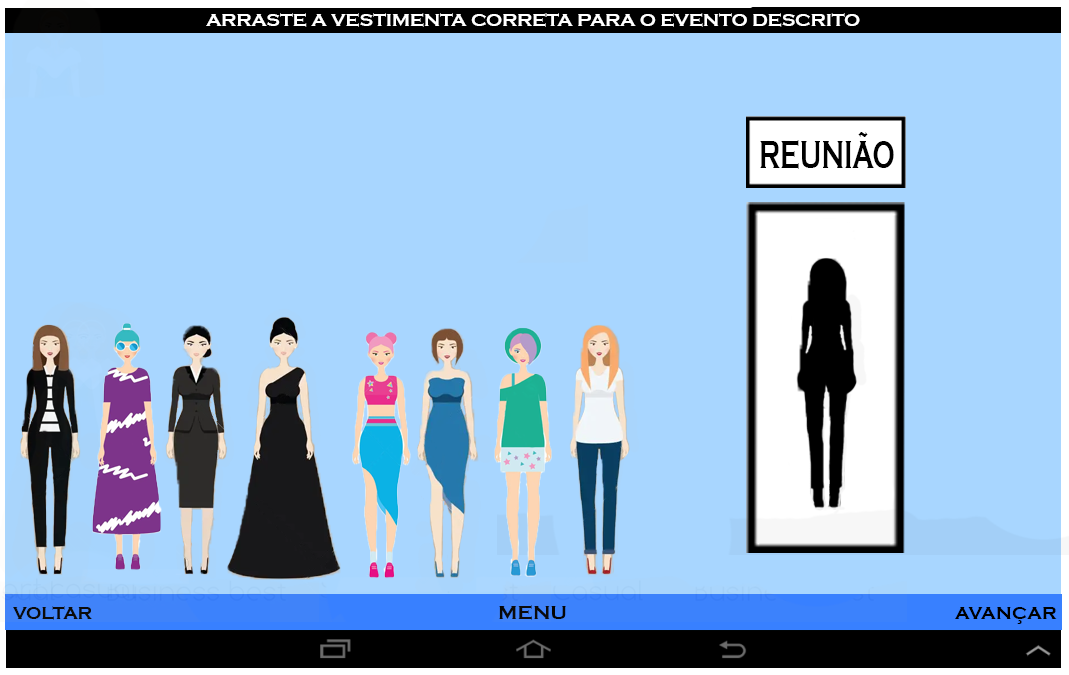 ARRASTE A VESTIMENTA CORRETA PARA O EVENTO DESCRITO
REUNIÃO
VOLTAR
MENU
AVANÇAR